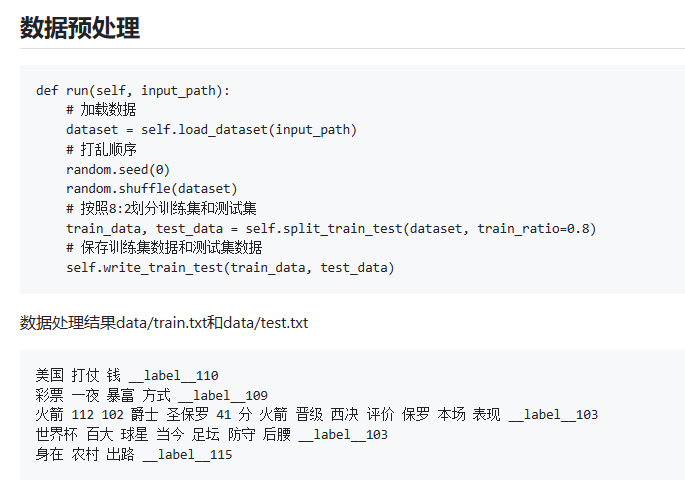 数据预处理
def run(self, input_path):
# 加载数据
dataset = self.load_dataset(input_path)
# 打乱顺序
random.seed(0)
random.shuffle(dataset)
# 按照8:2划分训练集和测试集
train_data, test_data = self.split_train_test(dataset, train_ratio=0.8)
# 保存训练集数据和测试集数据
self.write_train_test(train_data, test_data)
数据处理结果data/train.txt和data/test.txt
美国 打仗 钱 __label__110
彩票 一夜 暴富 方式 __label__109
火箭 112 102 爵士 圣保罗 41 分 火箭 晋级 西决 评价 保罗 本场 表现 __label__103
世界杯 百大 球星 当今 足坛 防守 后腰 __label__103
身在 农村 出路 __label__115